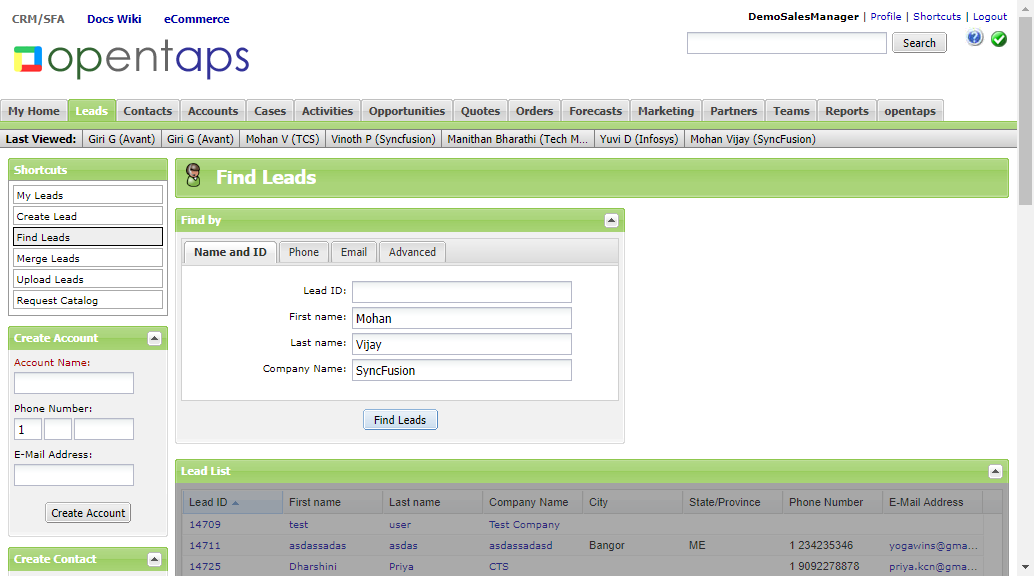 CRM/SFA Docs Wiki eCommerce
DemoSalesManager | Profile | Shortcuts | Logout
opentaps
Search
My Home Leads Contacts Accounts Cases Activities Opportunities Quotes Orders Forecasts Marketing Partners Teams Reports opentaps
Last Viewed: Giri G (Avant) Giri G (Avant) Mohan V (TCS) Vinoth P (Syncfusion) Manithan Bharathi (Tech M... Yuvi D (Infosys) Mohan Vijay (SyncFusion)
Shortcuts
My Leads
Create Lead
Find Leads
Merge Leads
Upload Leads
Request Catalog
Create Account
Account Name:
Phone Number:
1
E-Mail Address:
Create Account
Create Contact
Find Leads
Find by
Name and ID Phone Email Advanced
Lead ID:
First name: Mohan
Last name: Vijay
Company Name: SyncFusion
Find Leads
Lead List
Lead ID First name Last name Company Name City State/Province Phone Number E-Mail Address
14709 test user Test Company
14711 asdassadas asdas asdassadasd Bangor ME 1 234235346 yogawins@gma...
14725 Dharshini Priya CTS 1 9092278878 priya.kcn@gma...